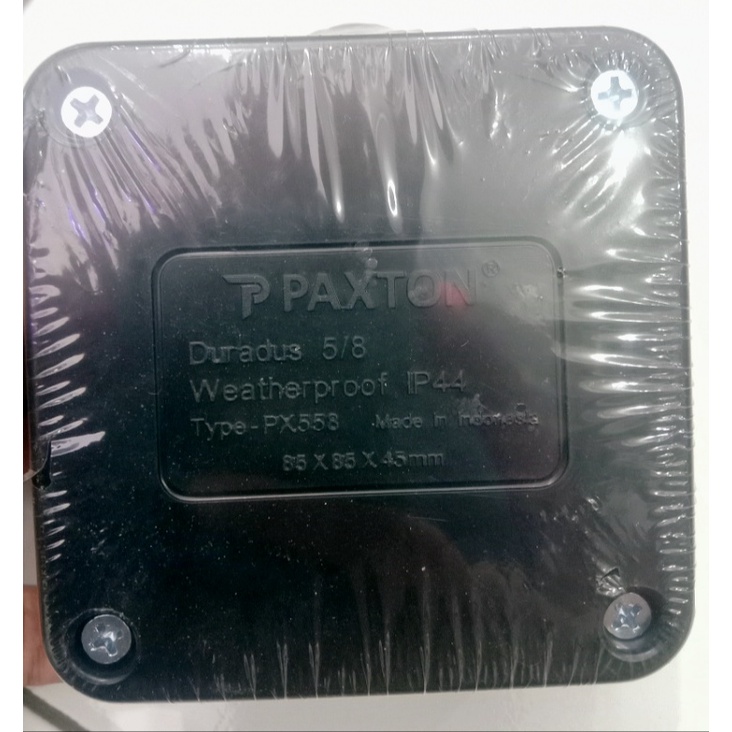 PAXTON®
Duradus 5/8
Weatherproof IP44
Type-PX558 Made in Indonesia
85 X 85 X 45mm